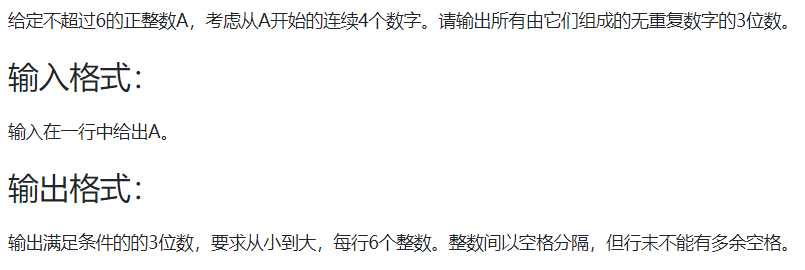 给定不超过6的正整数A，考虑从A开始的连续4个数字。请输出所有由它们组成的无重复数字的3位数。
输入格式：
输入在一行中给出A。
输出格式：
输出满足条件的的3位数，要求从小到大，每行6个整数。整数间以空格分隔，但行末不能有多余空格。